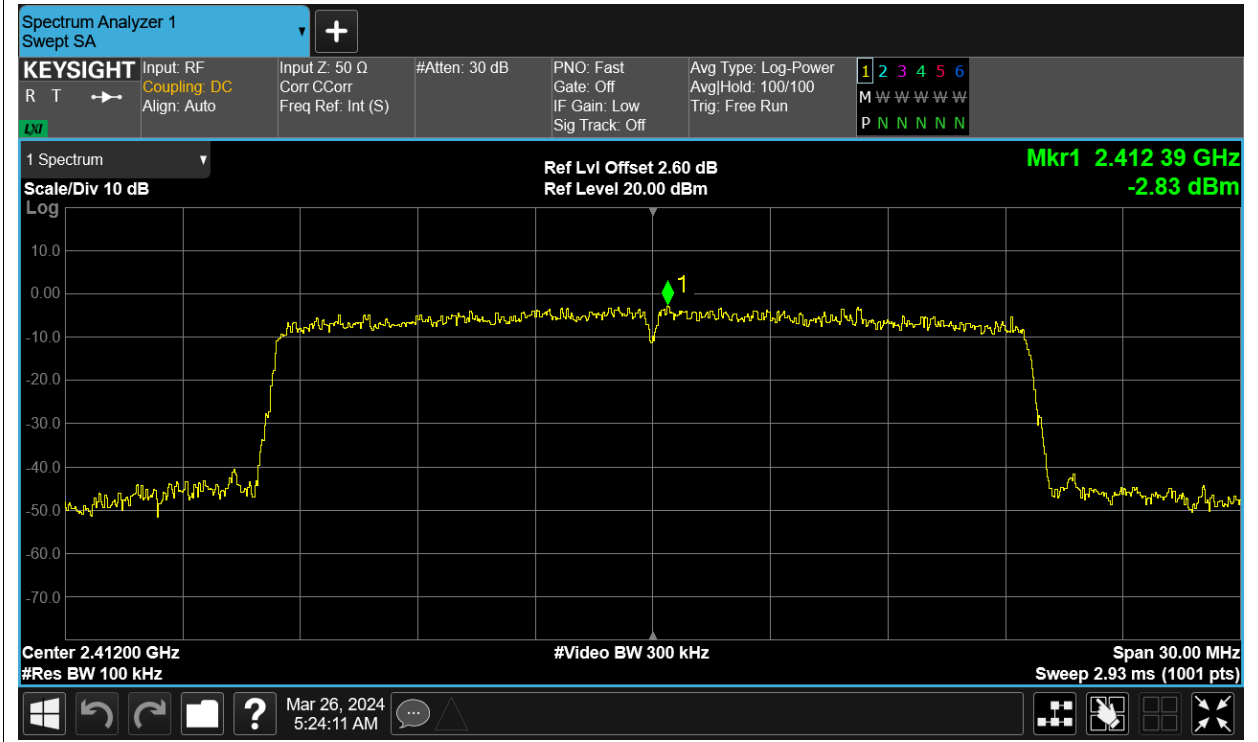 Spectrum Analyzer 1
Swept SA
+
KEYSIGHT
R T
LXI
Input: RF
Coupling: DC
Align: Auto
Input Z: 50 Ω
Corr CCorr
Freq Ref: Int (S)
#Atten: 30 dB
PNO: Fast
Gate: Off
IF Gain: Low
Sig Track: Off
Avg Type: Log-Power
Avg|Hold: 100/100
Trig: Free Run
1 2 3 4 5 6
M W W W W W
P N N N N N
1 Spectrum
Scale/Div 10 dB
Log
Ref Lvl Offset 2.60 dB
Ref Level 20.00 dBm
Mkr1 2.412 39 GHz
-2.83 dBm
10.0
0.00
-10.0
-20.0
-30.0
-40.0
-50.0
-60.0
-70.0
1
Center 2.41200 GHz
#Res BW 100 kHz
#Video BW 300 kHz
Span 30.00 MHz
Sweep 2.93 ms (1001 pts)
?
Mar 26, 2024
5:24:11 AM